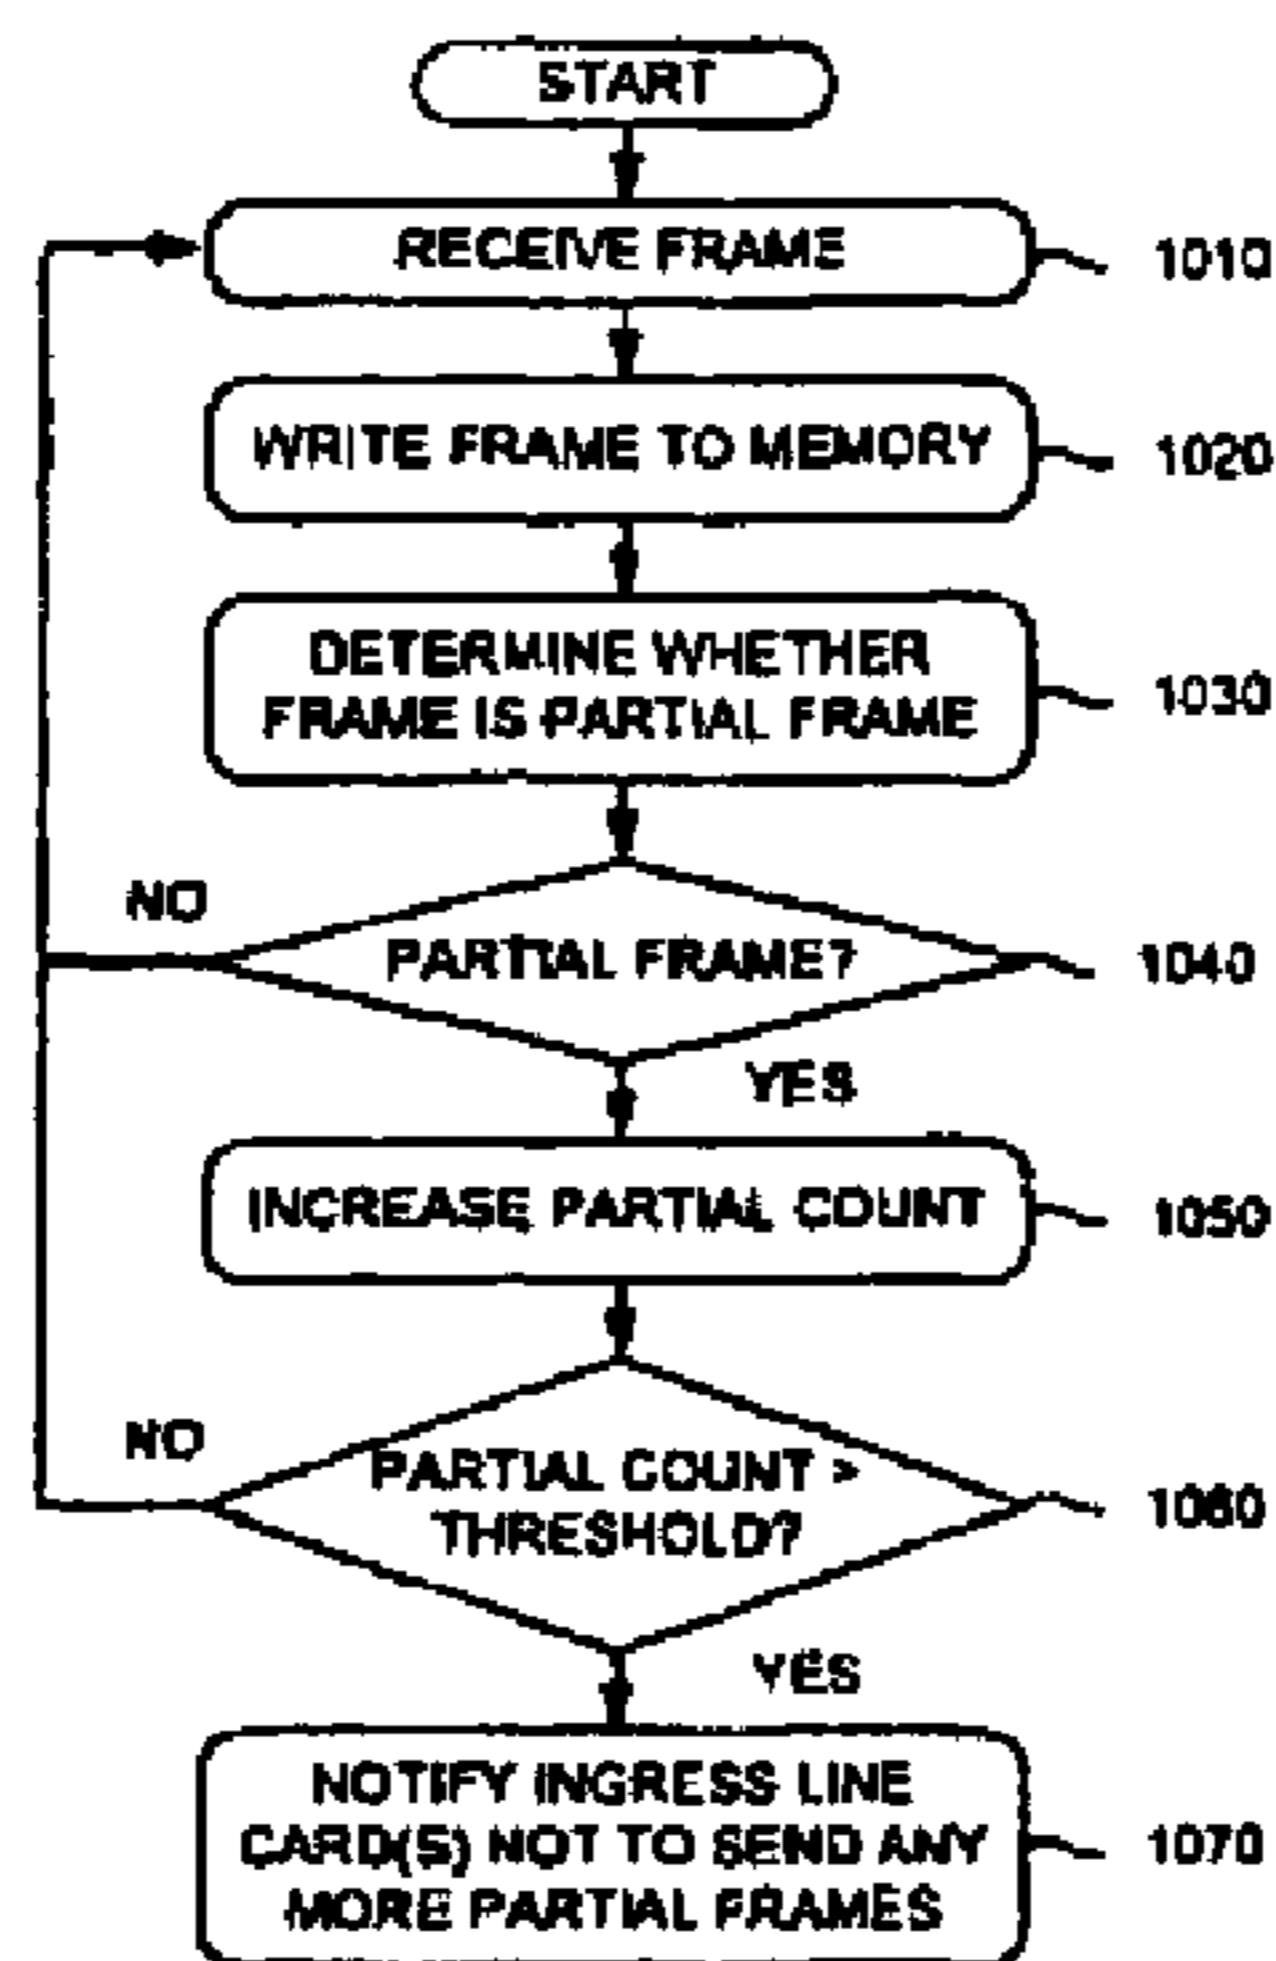 START
RECEIVE FRAME
1010
WRITE FRAME TO MEMORY
1020
DETERMINE WHETHER
FRAME IS PARTIAL FRAME
1030
NO
PARTIAL FRAME?
1040
YES
INCREASE PARTIAL COUNT
1050
NO
PARTIAL COUNT >
THRESHOLD?
1060
YES
NOTIFY INGRESS LINE
CARD(S) NOT TO SEND ANY
MORE PARTIAL FRAMES
1070